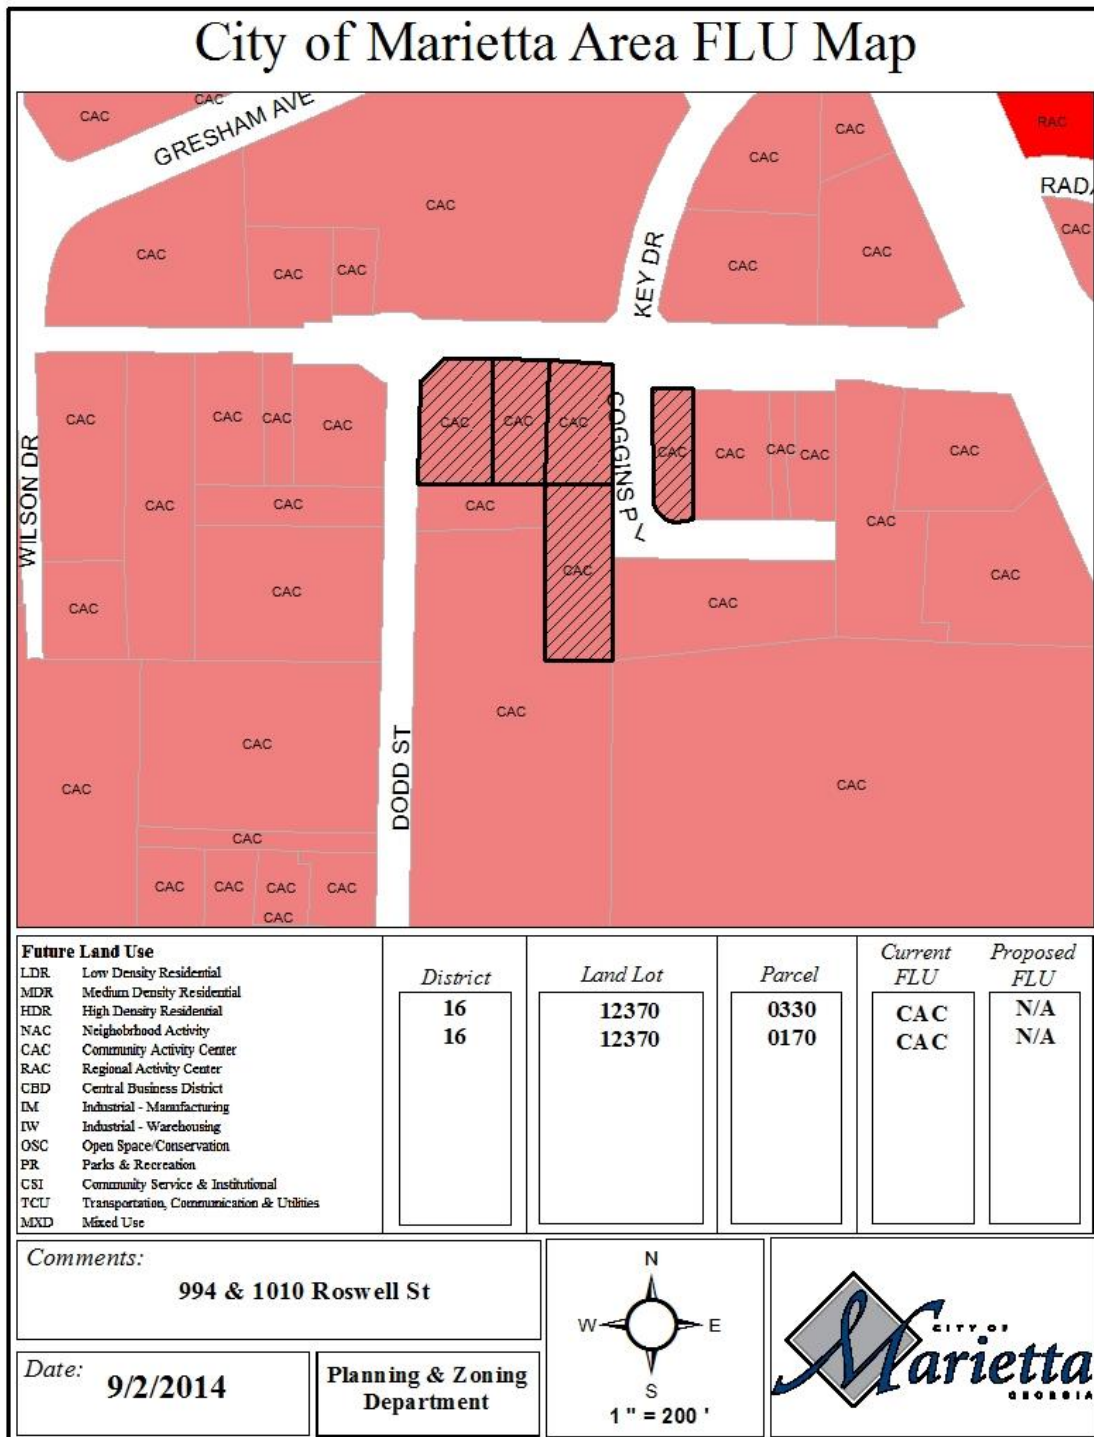 City of Marietta Area FLU Map
CAC
CAC
GRESHAM AVE
CAC
CAC
CAC
CAC
CAC
KEY DR
CAC
CAC
CAC
CAC
RAC
RADA
CAC
WILSON DR
CAC
CAC
CAC
CAC
CAC
CAC
CAC
CAC
CAC
CAC
CAC
CAC
CAC
CAC
COGGINS PL
CAC
CAC
CAC
CAC
CAC
CAC
CAC
CAC
CAC
CAC
DODD ST
CAC
CAC
CAC
CAC
CAC
CAC
CAC
CAC
CAC
Future Land Use
LDR Low Density Residential
MDR Medium Density Residential
HDR High Density Residential
NAC Neighobrhood Activity
CAC Community Activity Center
RAC Regional Activity Center
CBD Central Business District
IM Industrial - Manufacturing
IW Industrial - Warehousing
OSC Open Space/Conservation
PR Parks & Recreation
CSI Community Service & Institutional
TCU Transportation, Communication & Utilities
MXD Mixed Use
District Land Lot Parcel Current FLU Proposed FLU
16 12370 0330 CAC N/A
16 12370 0170 CAC N/A
Comments:
994 & 1010 Roswell St
Date: 9/2/2014
Planning & Zoning
Department
N
W E
S
1 " = 200 '
CITY OF
Marietta
GEORGIA